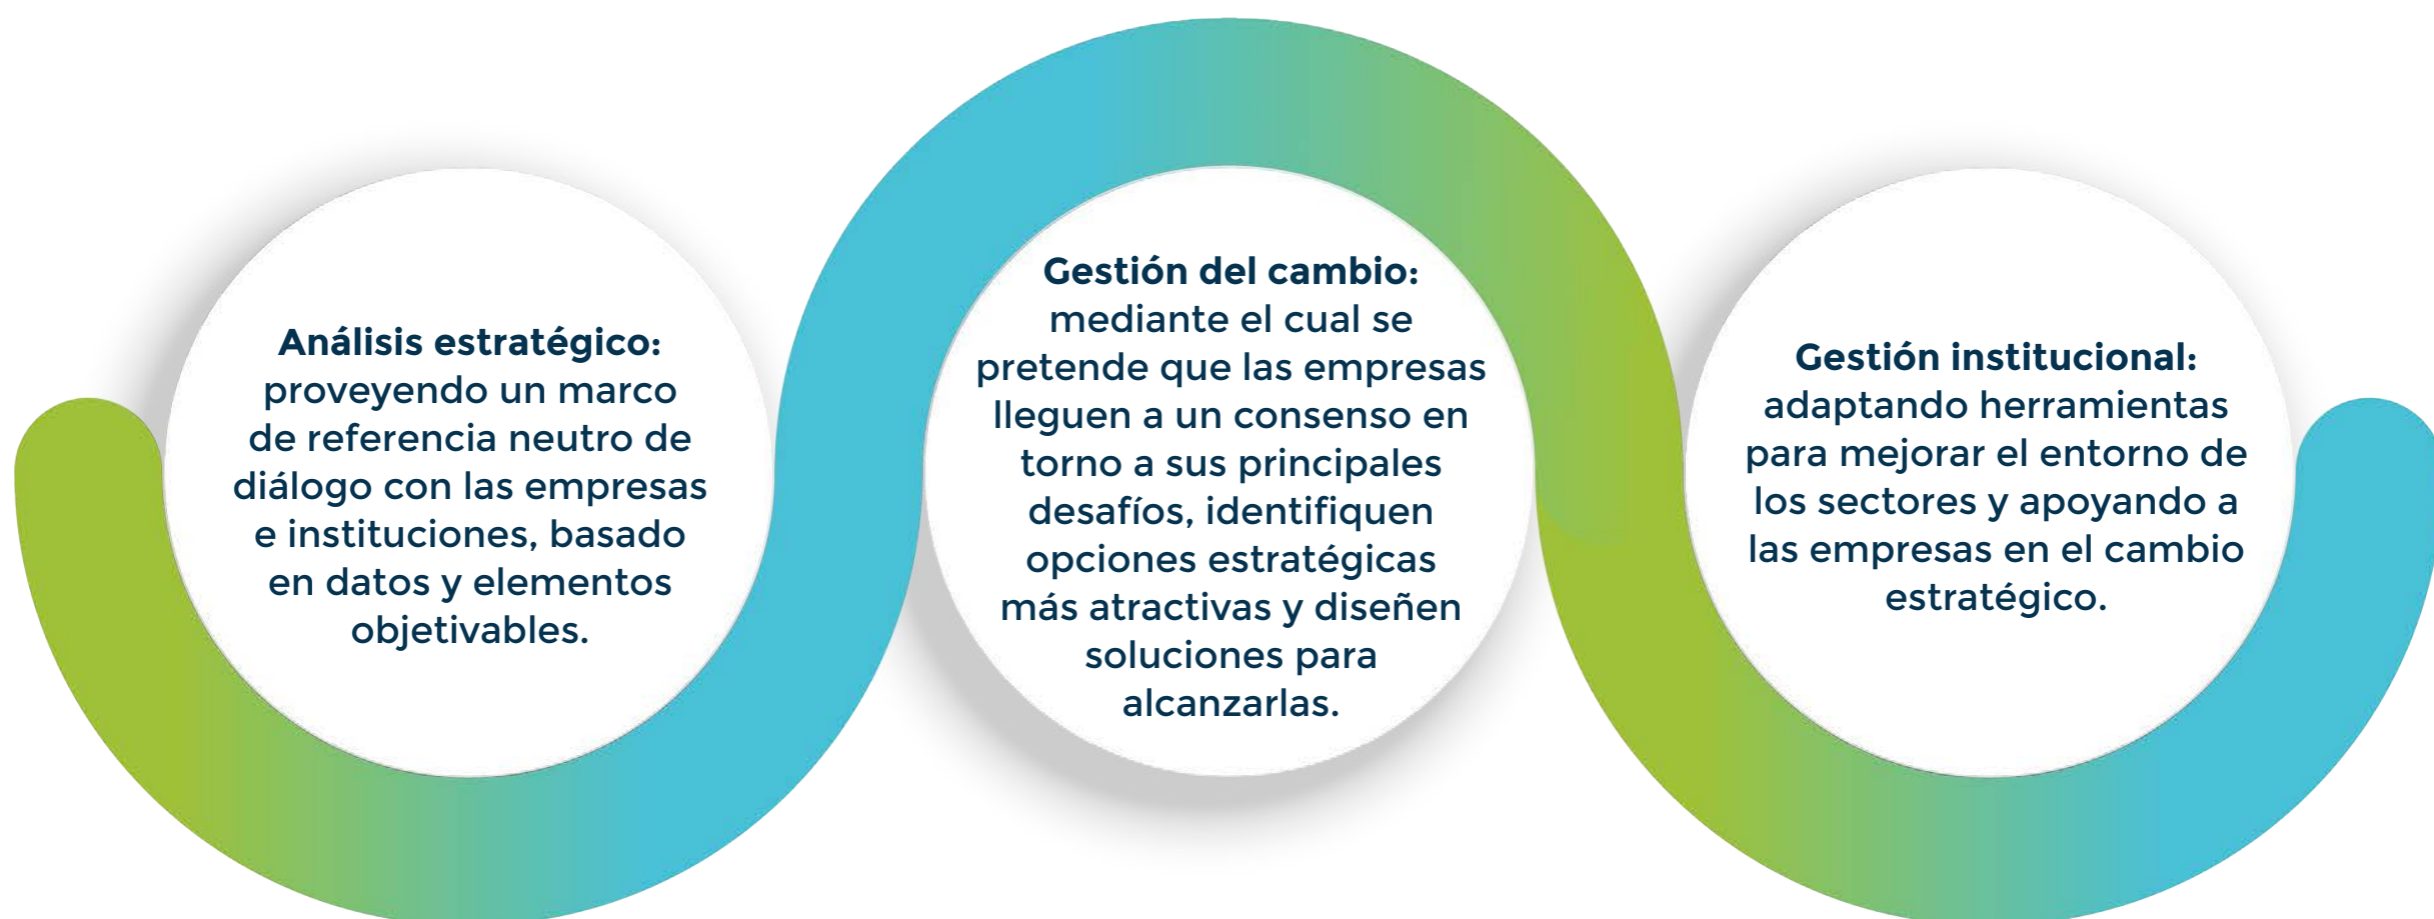 Análisis estratégico:
proveyendo un marco
de referencia neutro de
diálogo con las empresas
e instituciones, basado
en datos y elementos
objetivables.
Gestión del cambio:
mediante el cual se
pretende que las empresas
lleguen a un consenso en
torno a sus principales
desafíos, identifiquen
opciones estratégicas
más atractivas y diseñen
soluciones para
alcanzarlas.
Gestión institucional:
adaptando herramientas
para mejorar el entorno de
los sectores y apoyando a
las empresas en el cambio
estratégico.